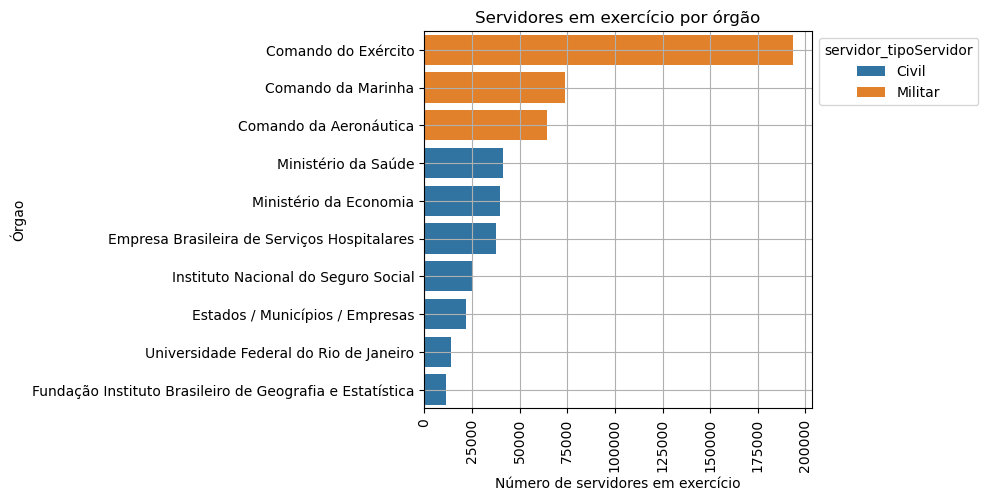 Servidores em exercício por órgão
servidor_tipoServidor
Civil
Militar
Órgao
Comando do Exército
Comando da Marinha
Comando da Aeronáutica
Ministério da Saúde
Ministério da Economia
Empresa Brasileira de Serviços Hospitalares
Instituto Nacional do Seguro Social
Estados / Municípios / Empresas
Universidade Federal do Rio de Janeiro
Fundação Instituto Brasileiro de Geografia e Estatística
0
25000
50000
75000
100000
125000
150000
175000
200000
Número de servidores em exercício